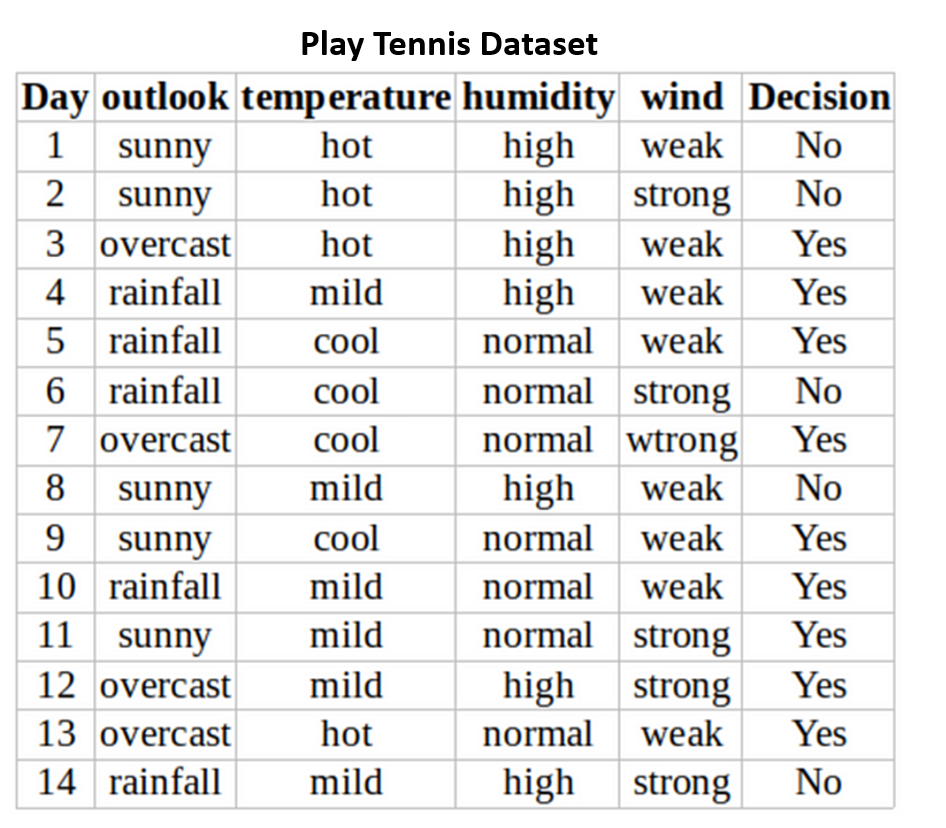 Play Tennis Dataset
Day outlook temperature humidity wind Decision
1 sunny hot high weak No
2 sunny hot high strong No
3 overcast hot high weak Yes
4 rainfall mild high weak Yes
5 rainfall cool normal weak Yes
6 rainfall cool normal strong No
7 overcast cool normal wtrong Yes
8 sunny mild high weak No
9 sunny cool normal weak Yes
10 rainfall mild normal weak Yes
11 sunny mild normal strong Yes
12 overcast mild high strong Yes
13 overcast hot normal weak Yes
14 rainfall mild high strong No